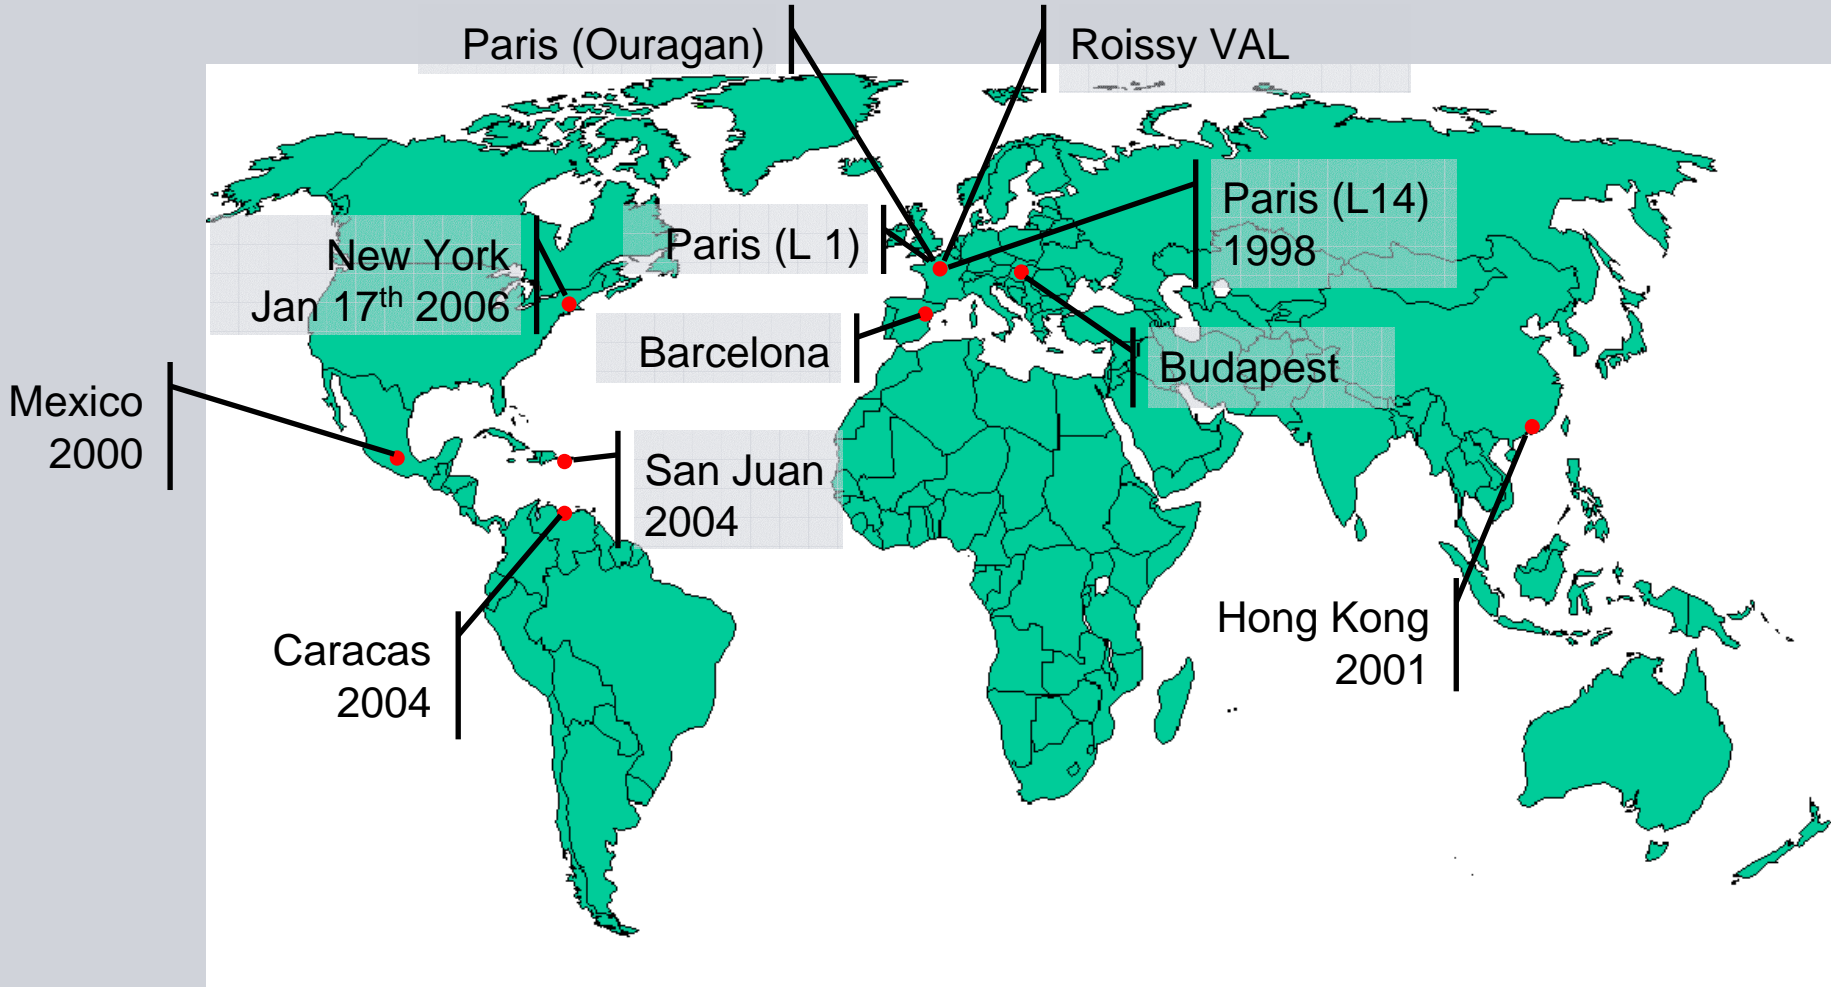 Paris (Ouragan)
Roissy VAL
Paris (L14)
1998
Paris (L 1)
New York
Jan 17th 2006
Barcelona
Budapest
Mexico
2000
San Juan
2004
Hong Kong
2001
Caracas
2004